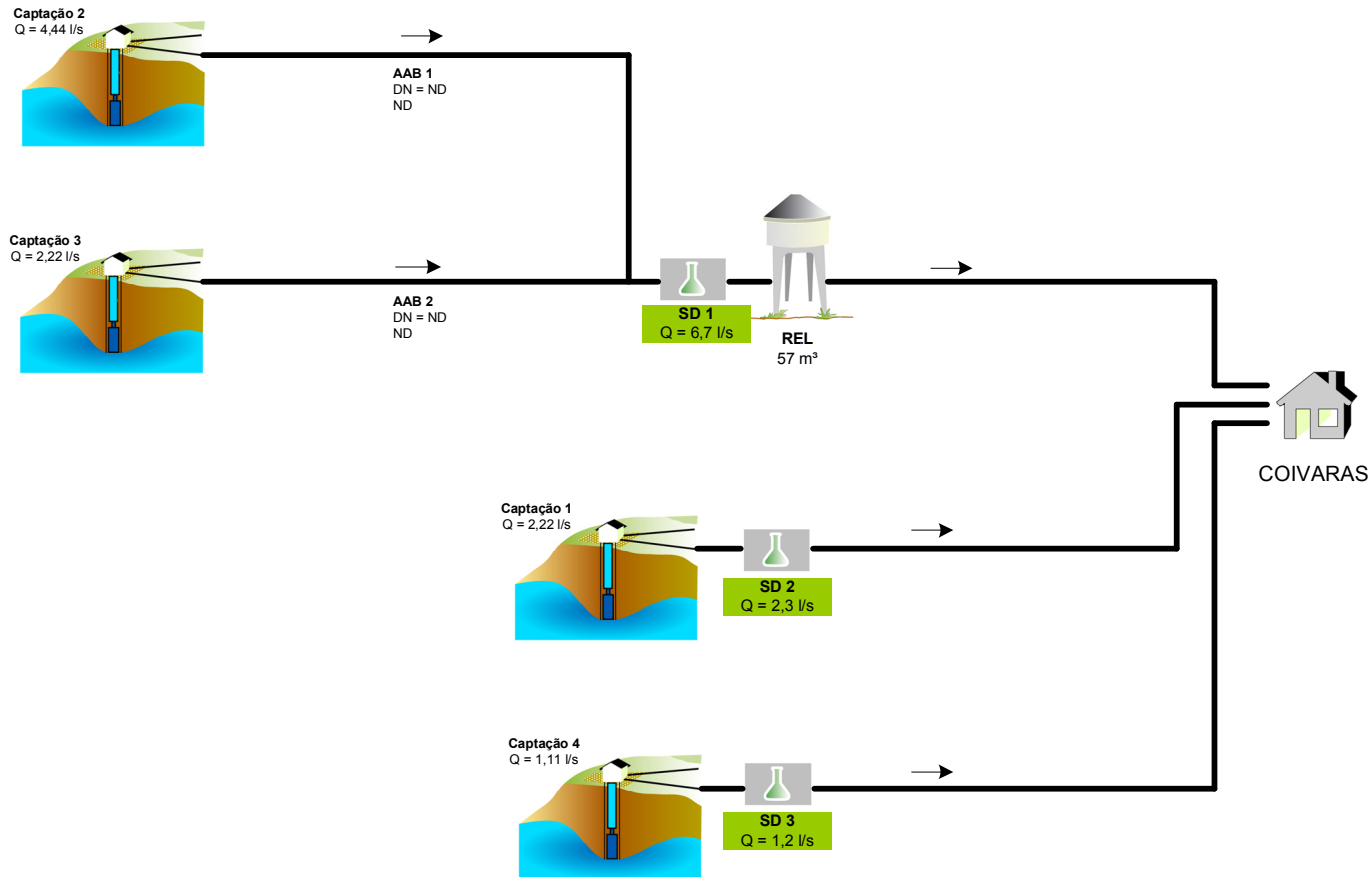 Captação 2
Q = 4,44 l/s
AAB 1
DN = ND
ND
Captação 3
Q = 2,22 l/s
AAB 2
DN = ND
ND
SD 1
Q = 6,7 l/s
REL
57 m³
COIVARAS
Captação 1
Q = 2,22 l/s
SD 2
Q = 2,3 l/s
Captação 4
Q = 1,11 l/s
SD 3
Q = 1,2 l/s